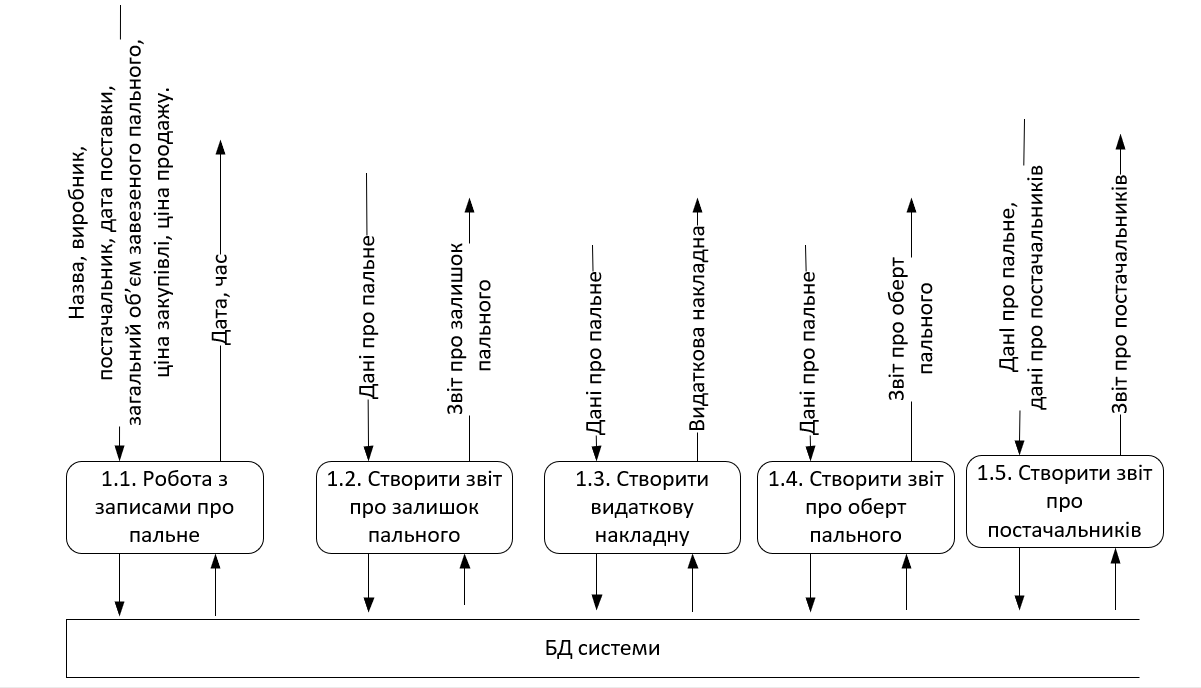 Назва, виробник,
постачальник, дата поставки,
загальний об’єм завезеного пального,
ціна закупівлі, ціна продажу.
Дата, час
Дані про пальне
Звіт про залишок
пального
Дані про пальне
Видаткова накладна
Дані про пальне
Звіт про оберт
пального
ДанІ про пальне,
дані про постачальників
Звіт про постачальників
1.1. Робота з
записами про
пальне
1.2. Створити звіт
про залишок
пального
1.3. Створити
видаткову
накладну
1.4. Створити звіт
про оберт
пального
1.5. Створити звіт
про
постачальників
БД системи